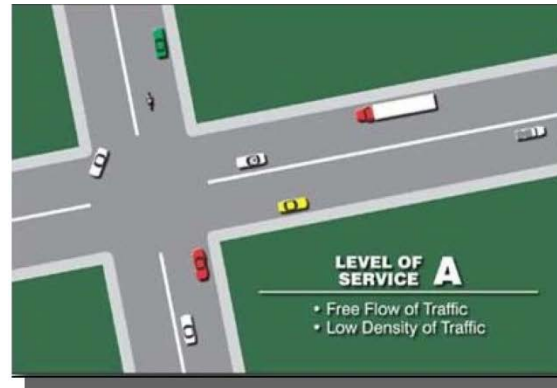 LEVEL OF
SERVICE A
• Free Flow of Traffic
• Low Density of Traffic